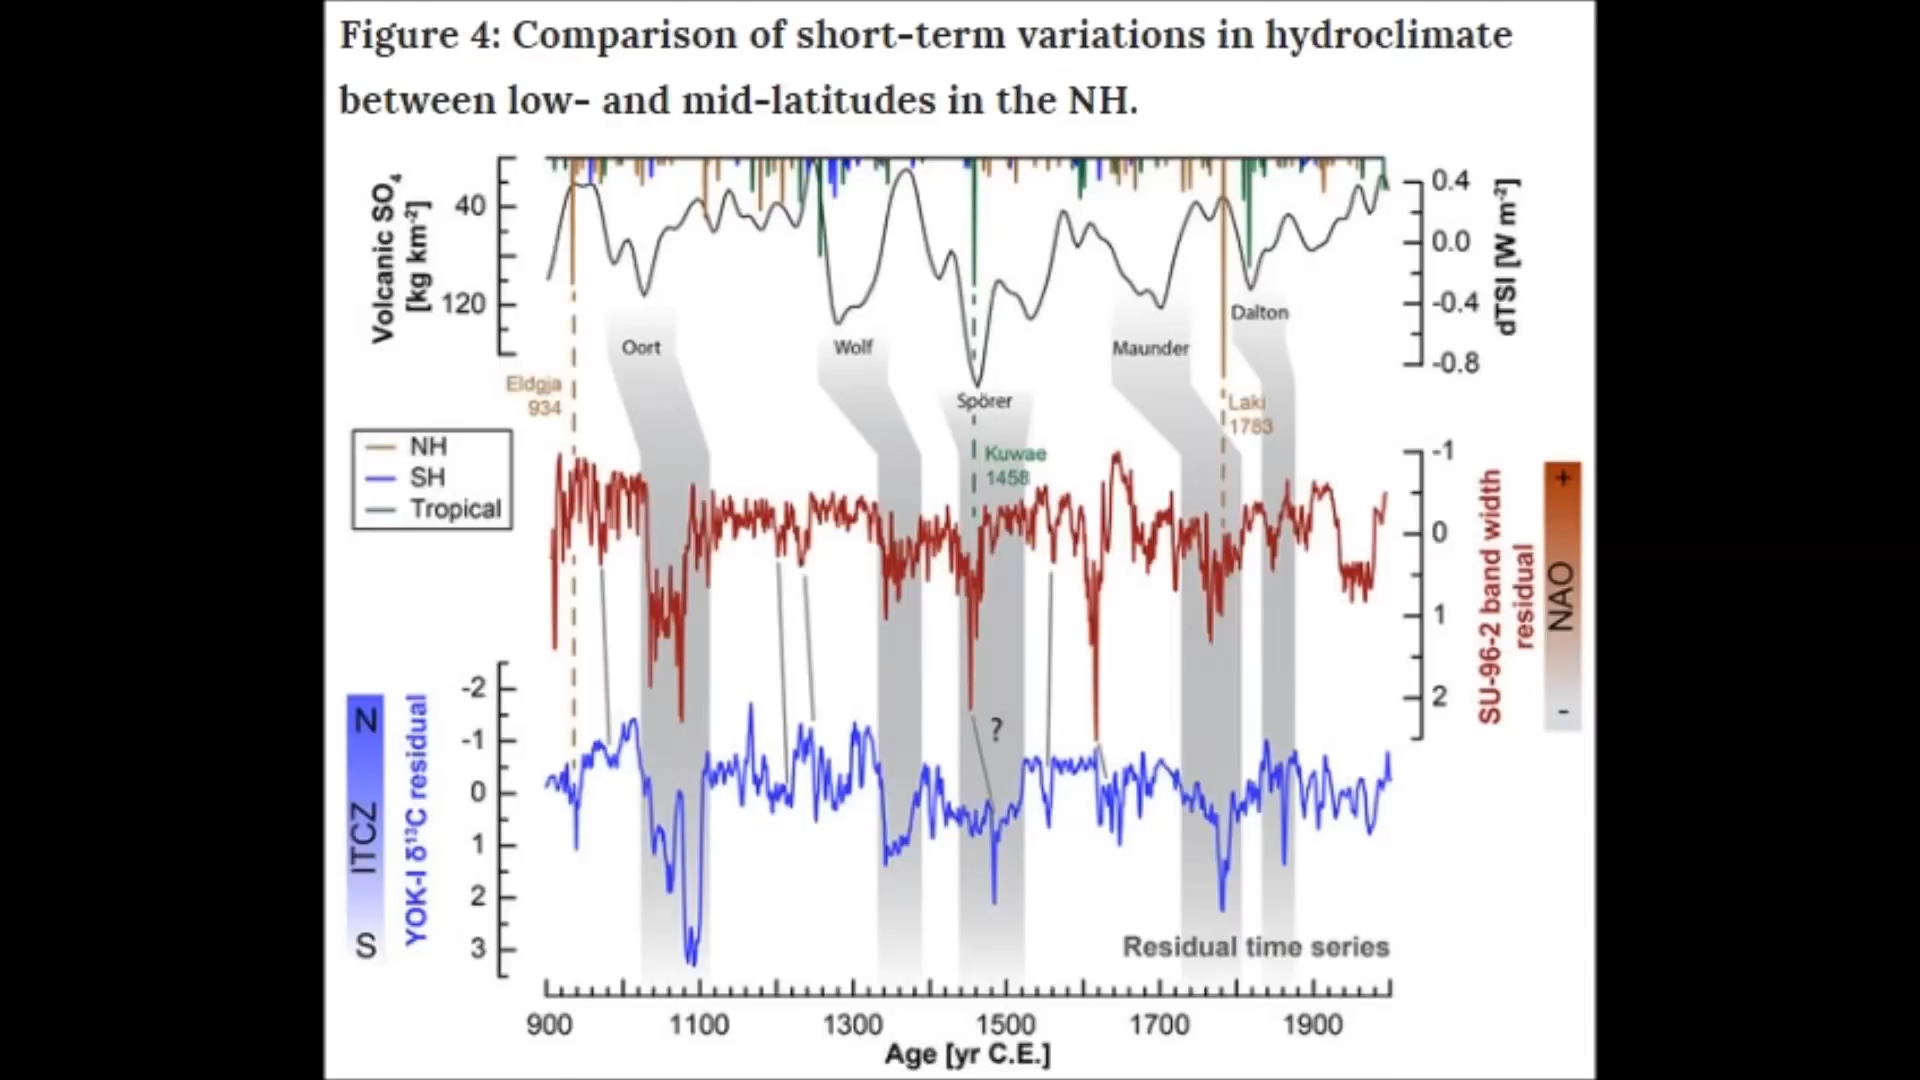 Figure 4: Comparison of short-term variations in hydroclimate
between low- and mid-latitudes in the NH.
Volcanic SO₄
[kg km⁻²]
40
120
0.4
0.0
-0.4
-0.8
dTSI [W m⁻²]
Oort
Wolf
Spörer
Maunder
Dalton
Eldgja
934
Kuwae
1458
Laki
1783
NH
SH
Tropical
-1
0
1
2
SU-96-2 band width
residual
+
NAO
-
N
ITCZ
S
YOK-I δ¹³C residual
-2
-1
0
1
2
3
?
Residual time series
900
1100
1300
1500
1700
1900
Age [yr C.E.]